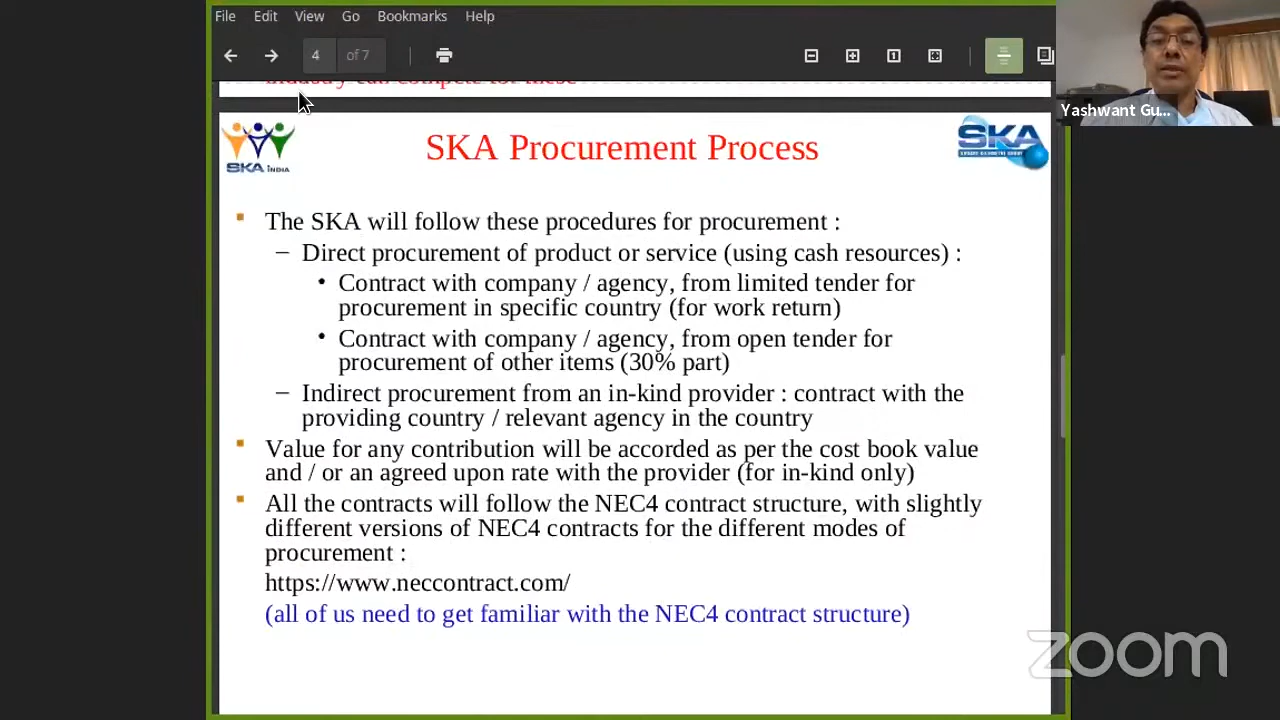 File Edit View Go Bookmarks Help
4 of 7
industry can compete for these
Yashwant Gu...
SKA INDIA
SKA Procurement Process
SKA
The SKA will follow these procedures for procurement :
– Direct procurement of product or service (using cash resources) :
• Contract with company / agency, from limited tender for
procurement in specific country (for work return)
• Contract with company / agency, from open tender for
procurement of other items (30% part)
– Indirect procurement from an in-kind provider : contract with the
providing country / relevant agency in the country
Value for any contribution will be accorded as per the cost book value
and / or an agreed upon rate with the provider (for in-kind only)
All the contracts will follow the NEC4 contract structure, with slightly
different versions of NEC4 contracts for the different modes of
procurement :
https://www.neccontract.com/
(all of us need to get familiar with the NEC4 contract structure)
zoom